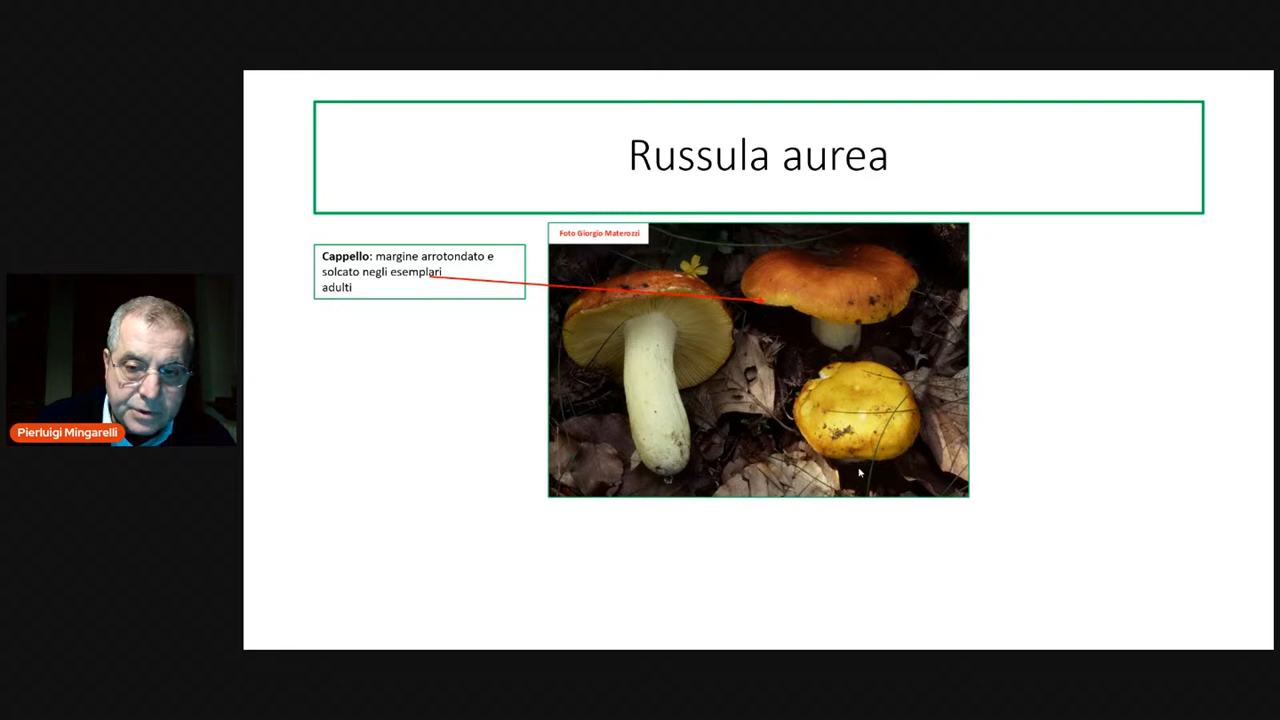 Russula aurea
Foto Giorgio Materozzi
Cappello: margine arrotondato e
solcato negli esemplari
adulti
Pierluigi Mingarelli